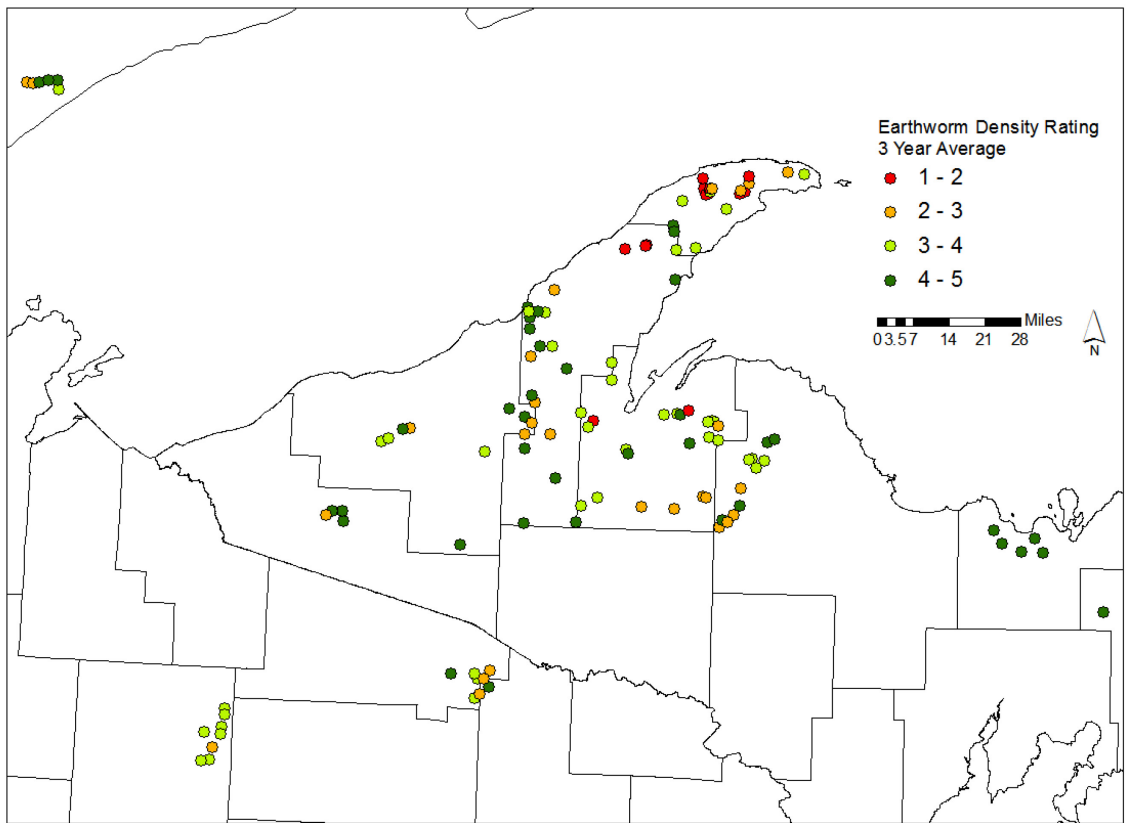 Earthworm Density Rating
3 Year Average
1 - 2
2 - 3
3 - 4
4 - 5
Miles
0 3.5 7 14 21 28
N